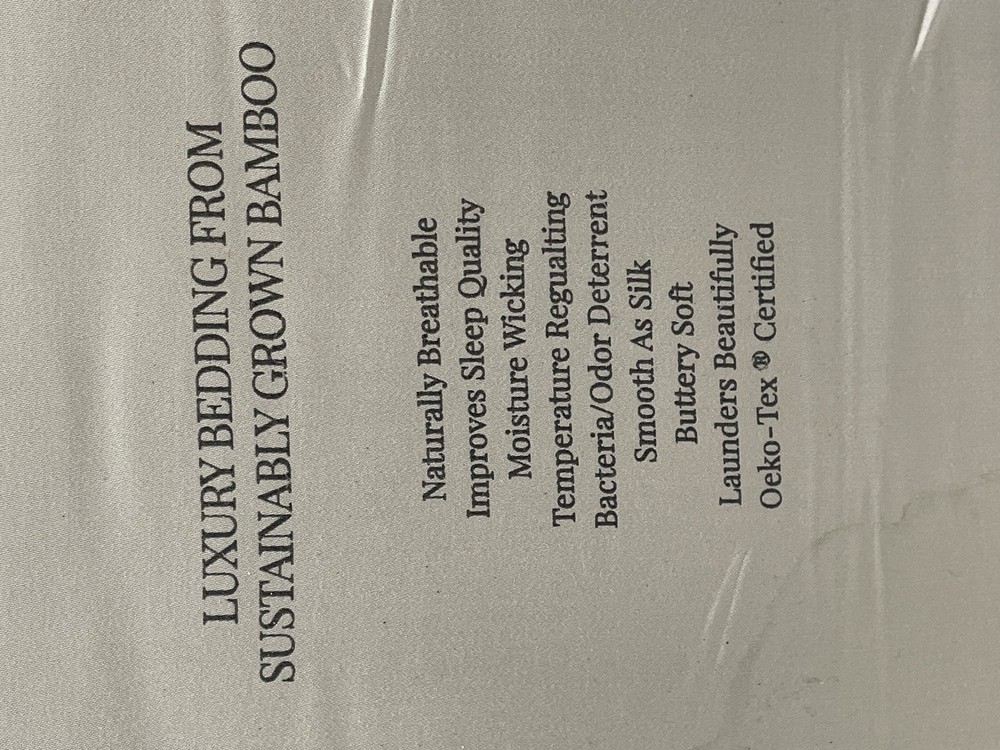 LUXURY BEDDING FROM
SUSTAINABLY GROWN BAMBOO
Naturally Breathable
Improves Sleep Quality
Moisture Wicking
Temperature Regualting
Bacteria/Odor Deterrent
Smooth As Silk
Buttery Soft
Launders Beautifully
Oeko-Tex ® Certified